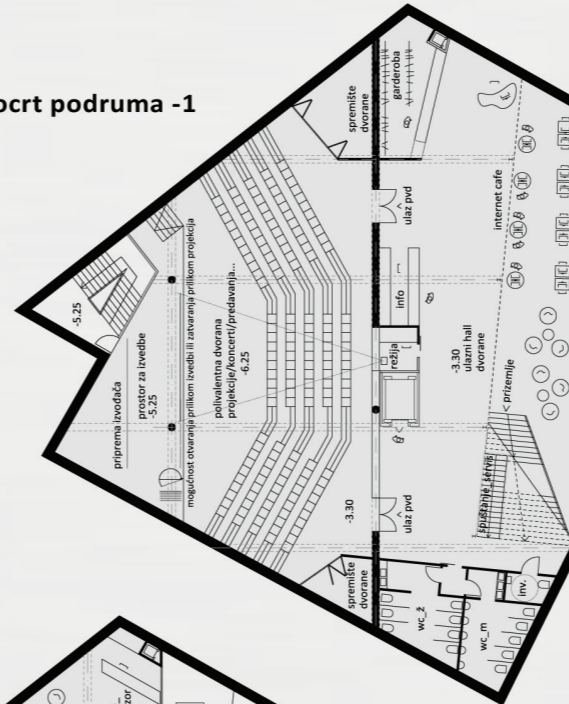 ocrt podruma -1
-5.25
priprema izvođača
prostor za izvedbe
-5.25
mogućnost otvaranja prilikom izvedbi ili zatvaranja prilikom projekcija
polivalentna dvorana
projekcije/koncerti/predavanja...
-6.25
-3.30
spremište
dvorane
spremište
dvorane
garderoba
ulaz pvd
info
režija
ulaz pvd
-3.30
ulazni hall
dvorane
internet cafe
< prizemlje
spuštanje_servis
wc_ž
wc_m
inv.
zor